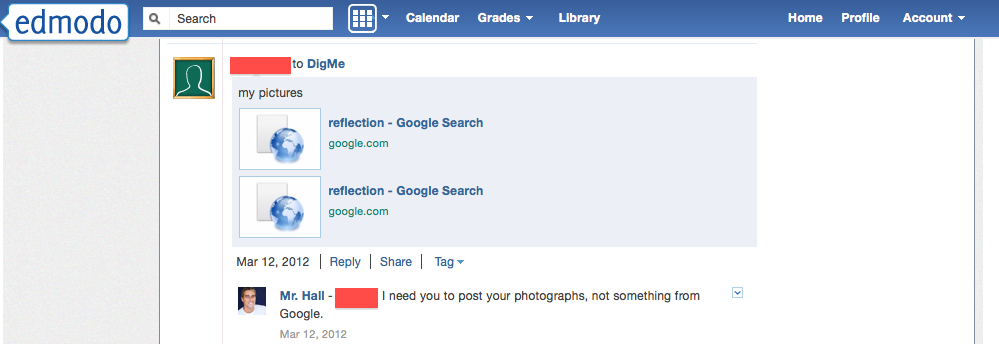 edmodo Search Calendar Grades Library Home Profile Account
to DigMe
my pictures
reflection - Google Search
google.com
reflection - Google Search
google.com
Mar 12, 2012 Reply Share Tag
Mr. Hall - I need you to post your photographs, not something from
Google.
Mar 12, 2012